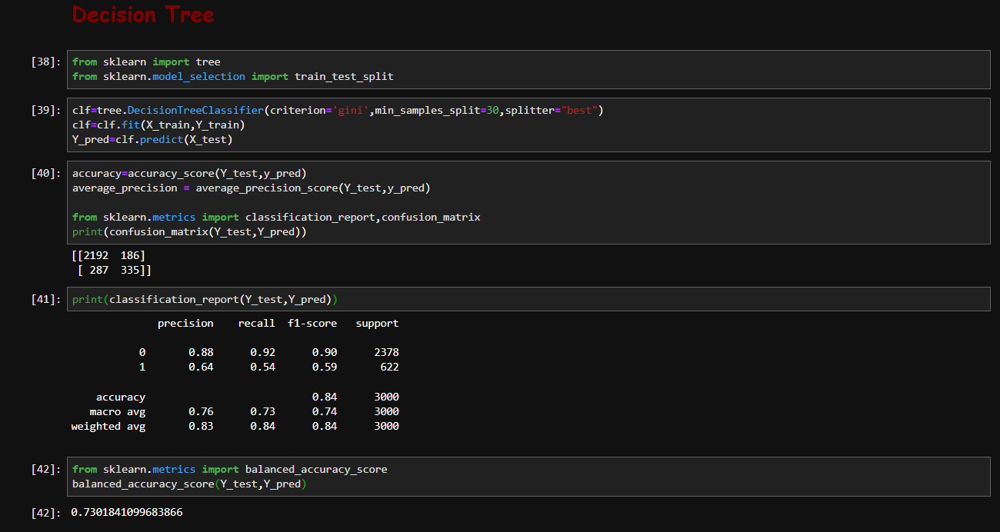 Decision Tree
[38]: from sklearn import tree
from sklearn.model_selection import train_test_split
[39]: clf=tree.DecisionTreeClassifier(criterion='gini',min_samples_split=30,splitter="best")
clf=clf.fit(X_train,Y_train)
Y_pred=clf.predict(X_test)
[40]: accuracy=accuracy_score(Y_test,y_pred)
average_precision = average_precision_score(Y_test,y_pred)
from sklearn.metrics import classification_report,confusion_matrix
print(confusion_matrix(Y_test,Y_pred))
[[2192 186]
[ 287 335]]
[41]: print(classification_report(Y_test,Y_pred))
precision recall f1-score support
0 0.88 0.92 0.90 2378
1 0.64 0.54 0.59 622
accuracy 0.84 3000
macro avg 0.76 0.73 0.74 3000
weighted avg 0.83 0.84 0.84 3000
[42]: from sklearn.metrics import balanced_accuracy_score
balanced_accuracy_score(Y_test,Y_pred)
[42]: 0.7301841099683866